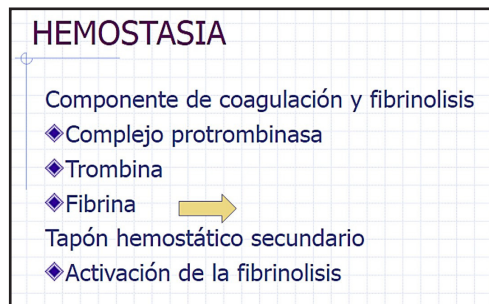 HEMOSTASIA
Componente de coagulación y fibrinolisis
Complejo protrombinasa
Trombina
Fibrina
Tapón hemostático secundario
Activación de la fibrinolisis